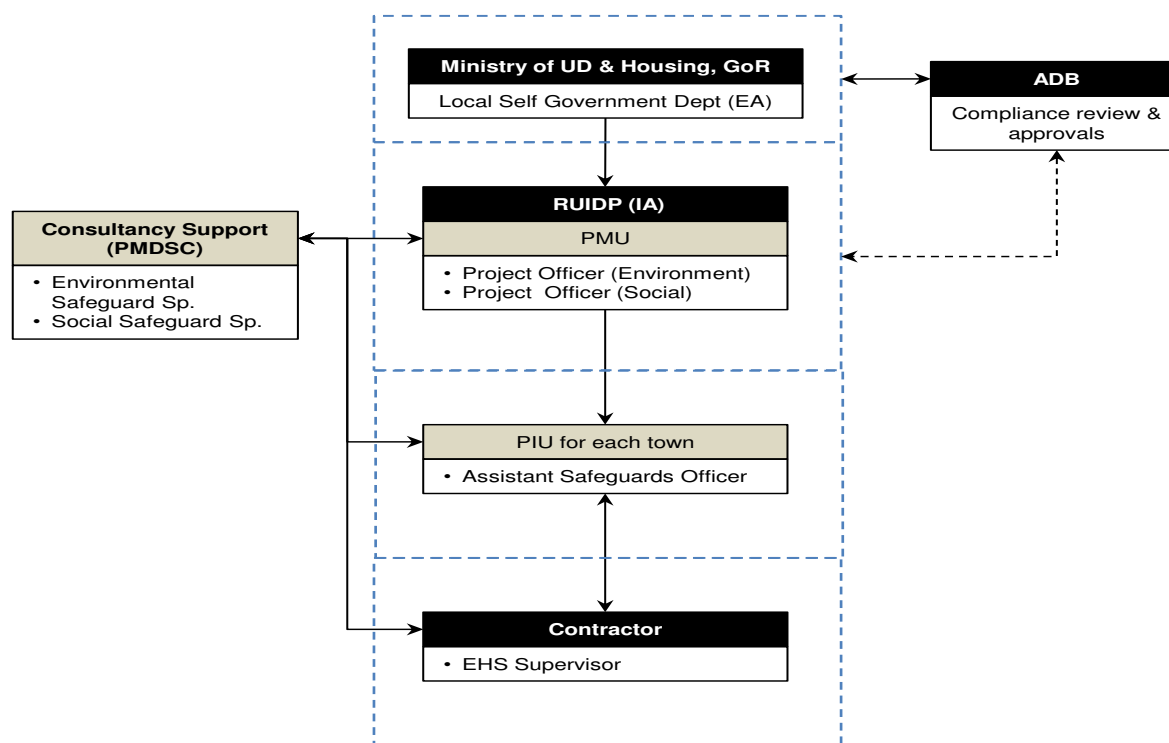 Ministry of UD & Housing, GoR
Local Self Government Dept (EA)
ADB
Compliance review &
approvals
RUIDP (IA)
PMU
• Project Officer (Environment)
• Project Officer (Social)
Consultancy Support
(PMDSC)
• Environmental
Safeguard Sp.
• Social Safeguard Sp.
PIU for each town
• Assistant Safeguards Officer
Contractor
• EHS Supervisor